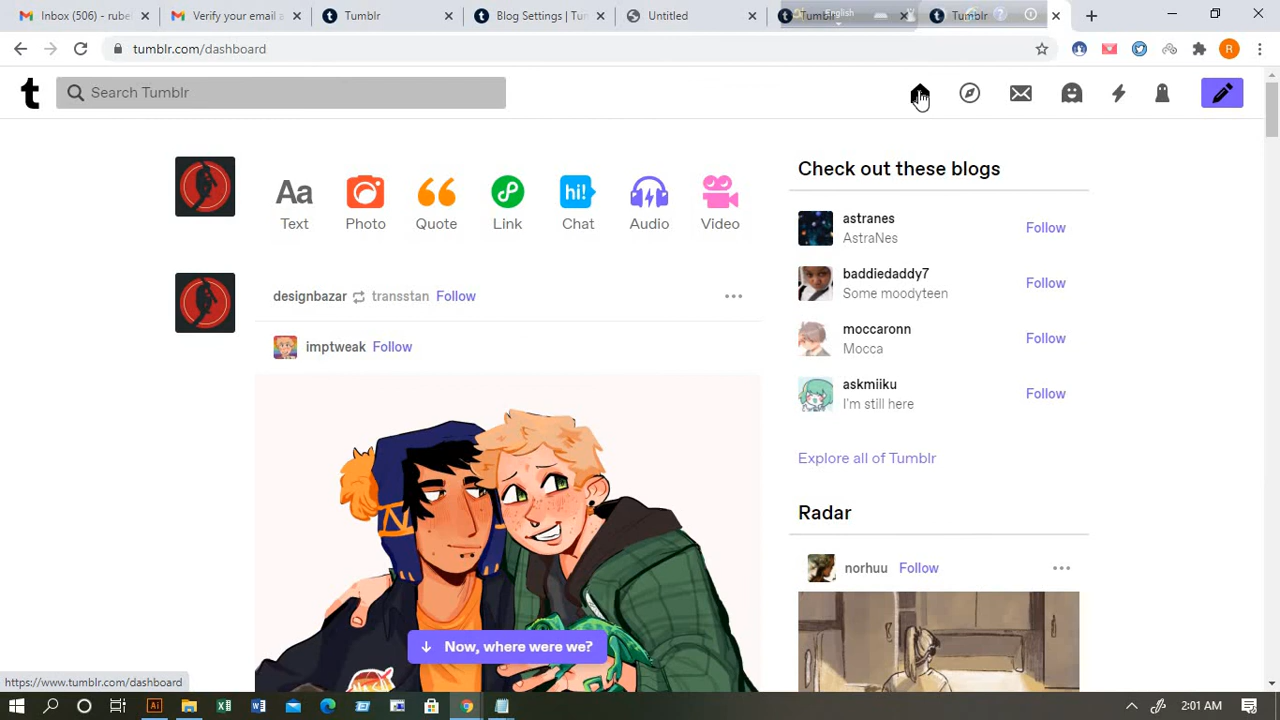 Inbox (506) -
Verify your email a
Tumblr
Blog Settings | Tum
Untitled
Tumblr
English
Tumblr
tumblr.com/dashboard
R
t
Search Tumblr
Aa
hi!
Text
Photo
Quote
Link
Chat
Audio
Video
designbazar
transstan
Follow
imptweak
Follow
Now, where were we?
Check out these blogs
astranes
AstraNes
Follow
baddiedaddy7
Some moodyteen
Follow
moccaronn
Mocca
Follow
askmiiku
I'm still here
Follow
Explore all of Tumblr
Radar
norhuu
Follow
https://www.tumblr.com/dashboard
2:01 AM